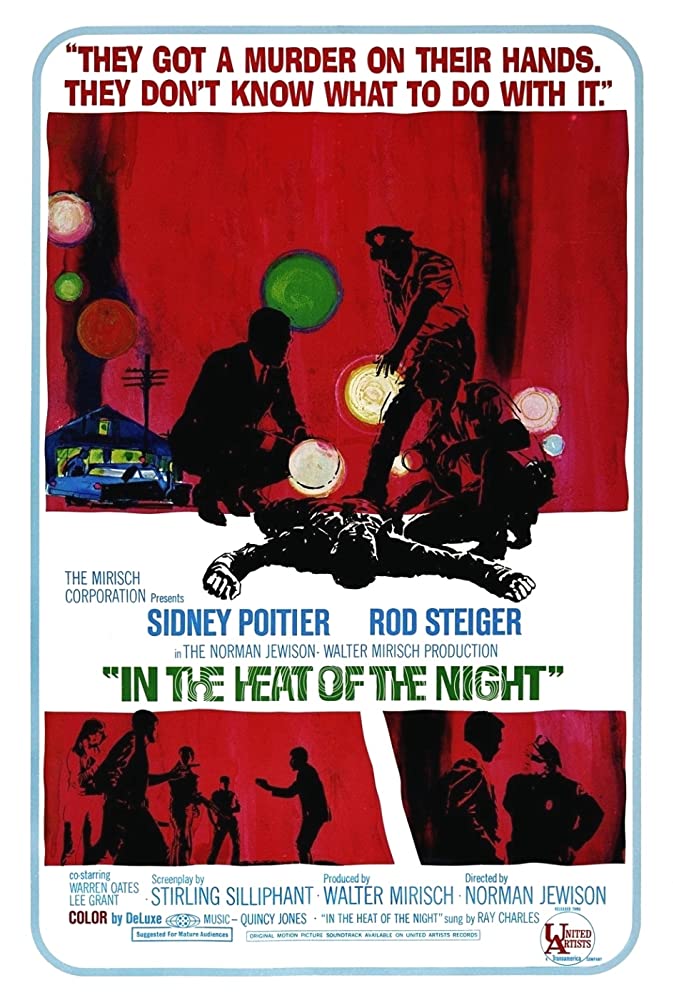 “THEY GOT A MURDER ON THEIR HANDS.
THEY DON'T KNOW WHAT TO DO WITH IT.”
THE MIRISCH
CORPORATION Presents
SIDNEY POITIER ROD STEIGER
in THE NORMAN JEWISON-WALTER MIRISCH PRODUCTION
“IN THE HEAT OF THE NIGHT”
co-starring
WARREN OATES
LEE GRANT
· Screenplay by
STIRLING SILLIPHANT
· Produced by
WALTER MIRISCH
· Directed by
NORMAN JEWISON
COLOR by DeLuxe MUSIC – QUINCY JONES · “IN THE HEAT OF THE NIGHT” sung by RAY CHARLES
Suggested For Mature Audiences
ORIGINAL MOTION PICTURE SOUNDTRACK AVAILABLE ON UNITED ARTISTS RECORDS
RELEASED THRU
UNITED
ARTISTS
A Transamerica COMPANY